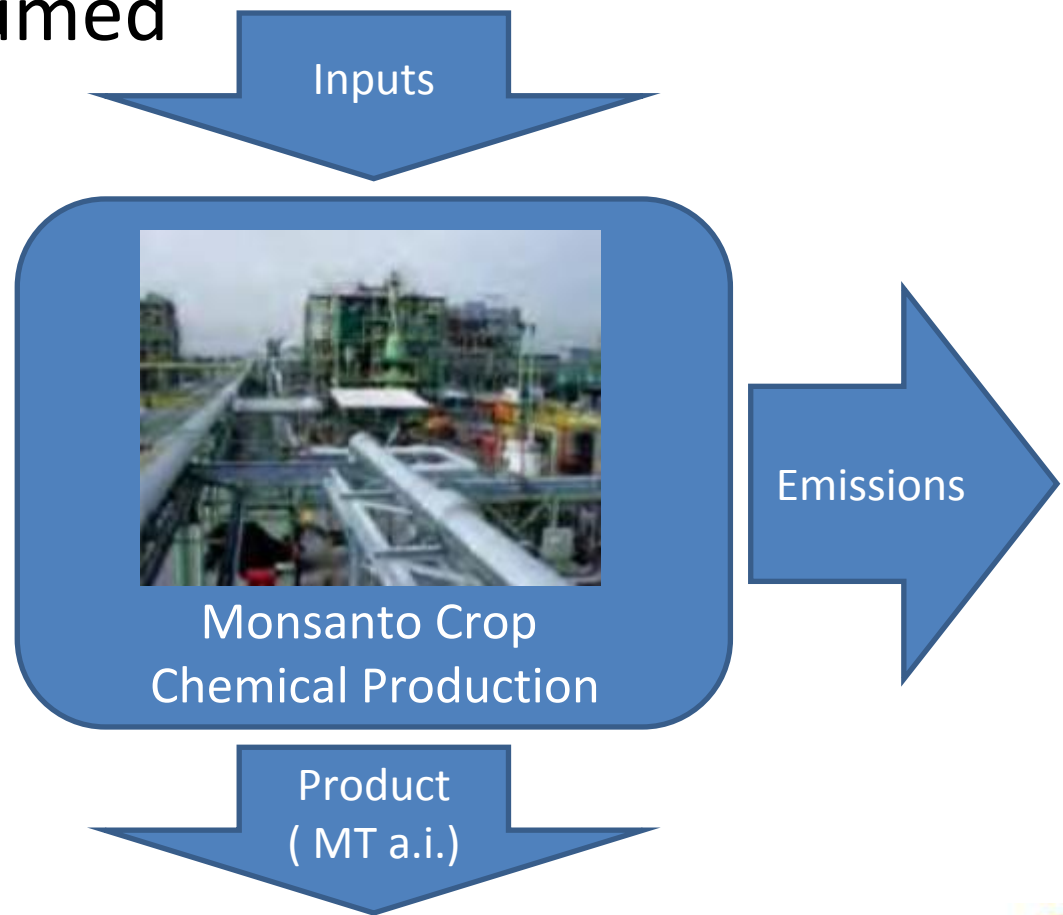 Inputs
Emissions
Monsanto Crop
Chemical Production
Product
( MT a.i.)